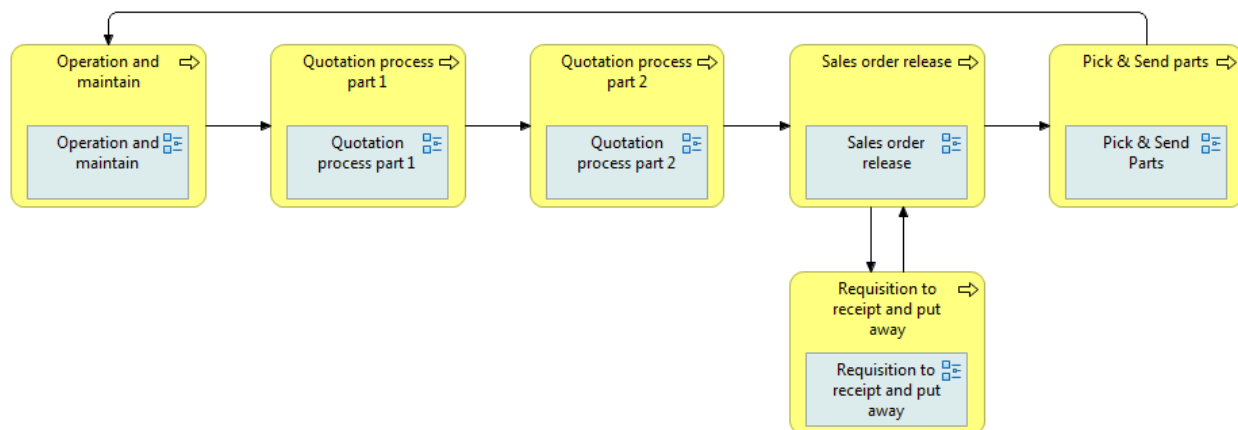 Operation and
maintain
Operation and
maintain
Quotation process
part 1
Quotation
process part 1
Quotation process
part 2
Quotation
process part 2
Sales order release
Sales order
release
Pick & Send parts
Pick & Send
Parts
Requisition to
receipt and put
away
Requisition to
receipt and put
away